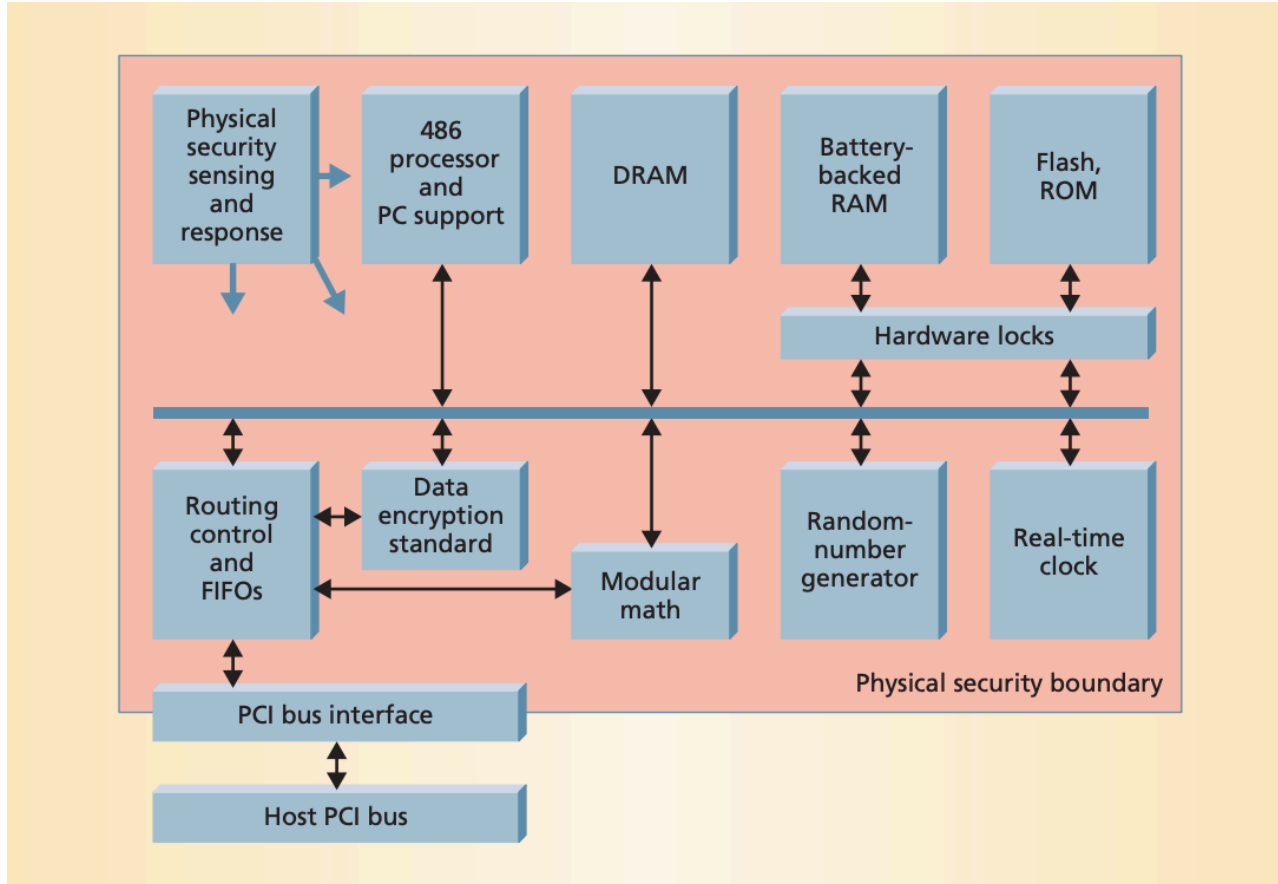 Physical
security
sensing
and
response
486
processor
and
PC support
DRAM
Battery-
backed
RAM
Flash,
ROM
Hardware locks
Routing
control
and
FIFOs
Data
encryption
standard
Modular
math
Random-
number
generator
Real-time
clock
Physical security boundary
PCI bus interface
Host PCI bus